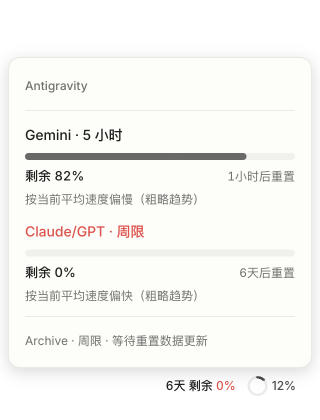 Antigravity
Gemini · 5 小时
剩余 82% 1小时后重置
按当前平均速度偏慢（粗略趋势）
Claude/GPT · 周限
剩余 0% 6天后重置
按当前平均速度偏快（粗略趋势）
Archive · 周限 · 等待重置数据更新
6天 剩余 0% 12%